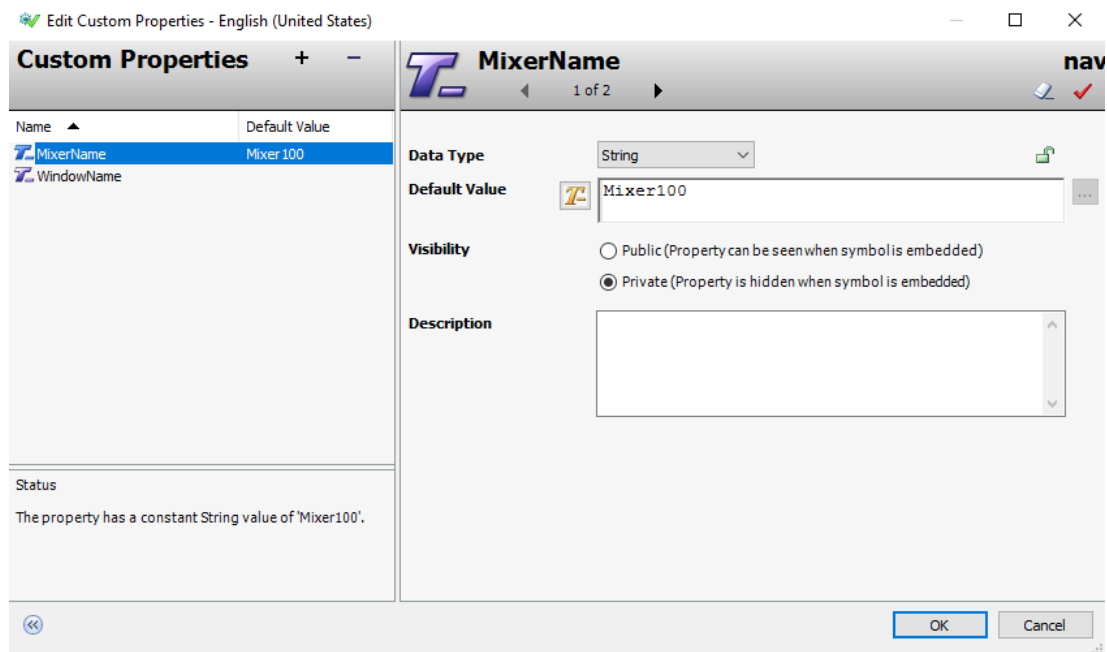 Edit Custom Properties - English (United States)
Custom Properties + −
MixerName
nav
1 of 2
Name Default Value
MixerName Mixer100
WindowName
Data Type String
Default Value Mixer100
...
Visibility Public (Property can be seen when symbol is embedded)
Private (Property is hidden when symbol is embedded)
Description
Status
The property has a constant String value of 'Mixer100'.
OK Cancel